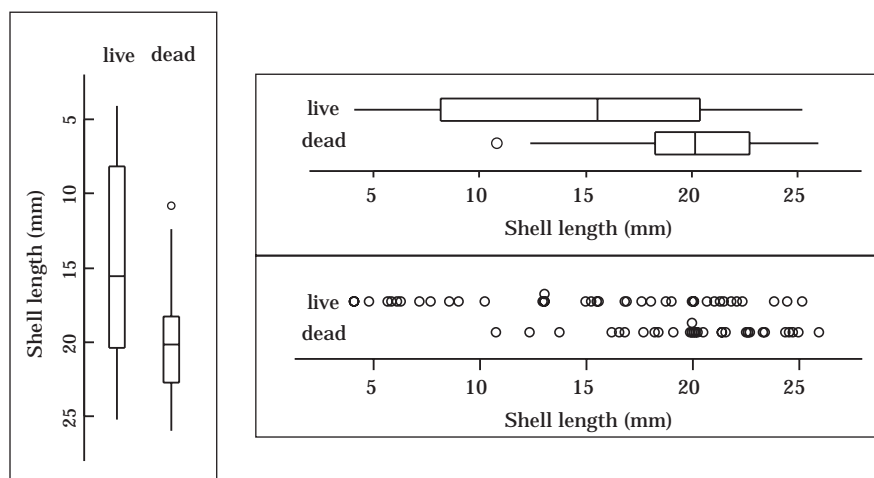 live dead
5
10
15
20
25
Shell length (mm)
live
dead
5 10 15 20 25
Shell length (mm)
live
dead
5 10 15 20 25
Shell length (mm)